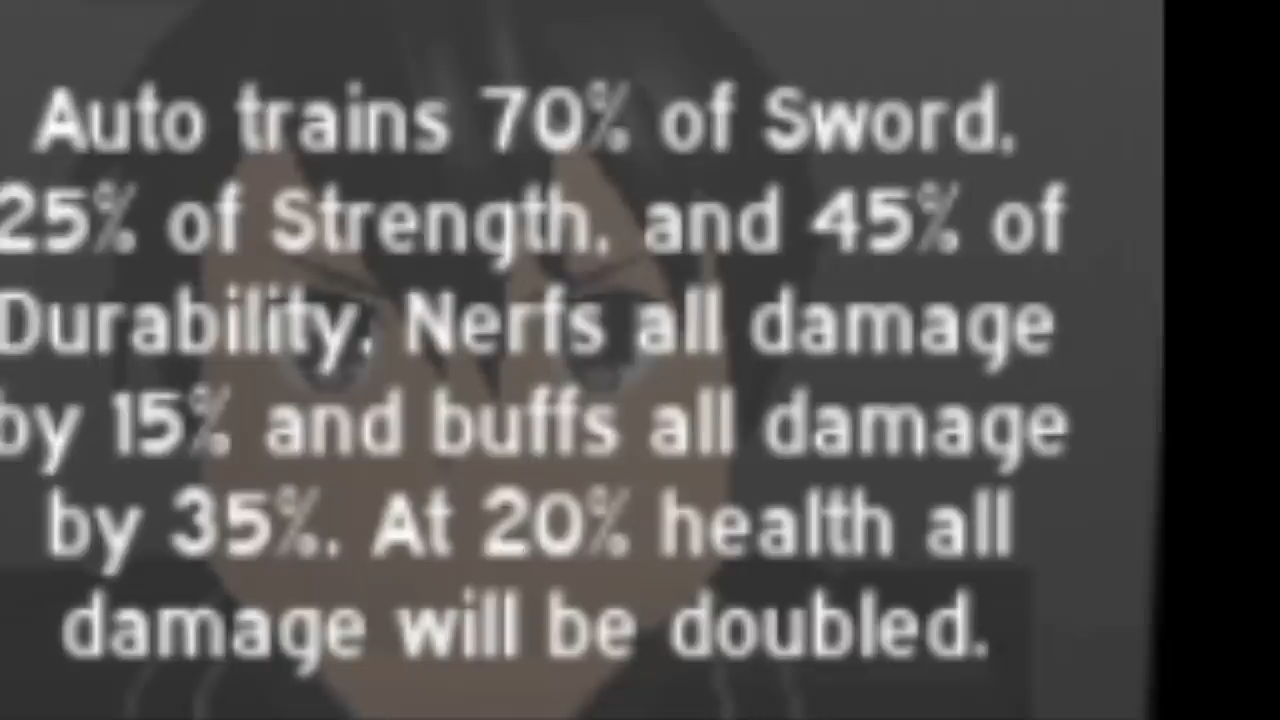 Auto trains 70% of Sword,
25% of Strength, and 45% of
Durability. Nerfs all damage
by 15% and buffs all damage
by 35%. At 20% health all
damage will be doubled.